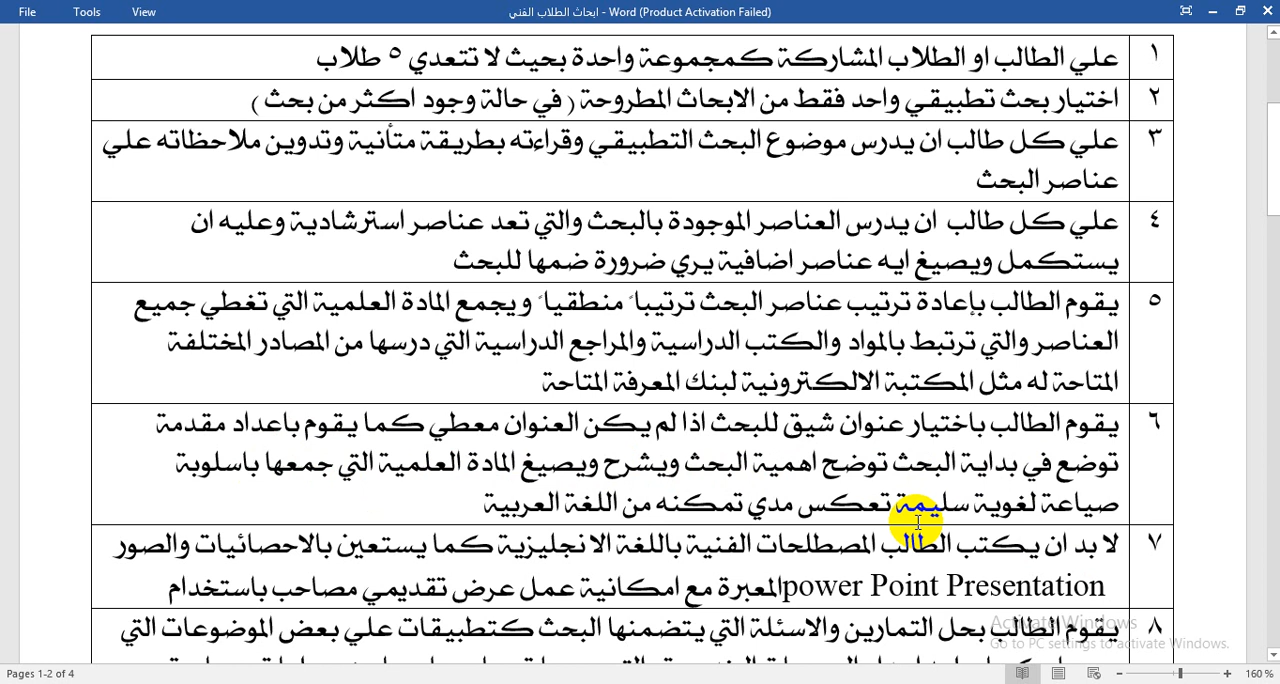 File Tools View
ابحاث الطلاب الفني - Word (Product Activation Failed)
١ علي الطالب او الطلاب المشاركة كمجموعة واحدة بحيث لا تتعدي ٥ طلاب
٢ اختيار بحث تطبيقي واحد فقط من الابحاث المطروحة ( في حالة وجود اكثر من بحث )
٣ علي كل طالب ان يدرس موضوع البحث التطبيقي وقراءته بطريقة متأنية وتدوين ملاحظاته علي
عناصر البحث
٤ علي كل طالب ان يدرس العناصر الموجودة بالبحث والتي تعد عناصر استرشادية وعليه ان
يستكمل ويصيغ ايه عناصر اضافية يري ضرورة ضمها للبحث
٥ يقوم الطالب بإعادة ترتيب عناصر البحث ترتيباً منطقياً ويجمع المادة العلمية التي تغطي جميع
العناصر والتي ترتبط بالمواد والكتب الدراسية والمراجع الدراسية التي درسها من المصادر المختلفة
المتاحة له مثل المكتبة الالكترونية لبنك المعرفة المتاحة
٦ يقوم الطالب باختيار عنوان شيق للبحث اذا لم يكن العنوان معطي كما يقوم باعداد مقدمة
توضع في بداية البحث توضح اهمية البحث ويشرح ويصيغ المادة العلمية التي جمعها باسلوبة
صياعة لغوية سليمة تعكس مدي تمكنه من اللغة العربية
٧ لا بد ان يكتب الطالب المصطلحات الفنية باللغة الانجليزية كما يستعين بالاحصائيات والصور
power Point Presentationالمعبرة مع امكانية عمل عرض تقديمي مصاحب باستخدام
٨ يقوم الطالب بحل التمارين والاسئلة التي يتضمنها البحث كتطبيقات علي بعض الموضوعات التي
Activate Windows
Go to PC settings to activate Windows.
Pages 1-2 of 4
160 %